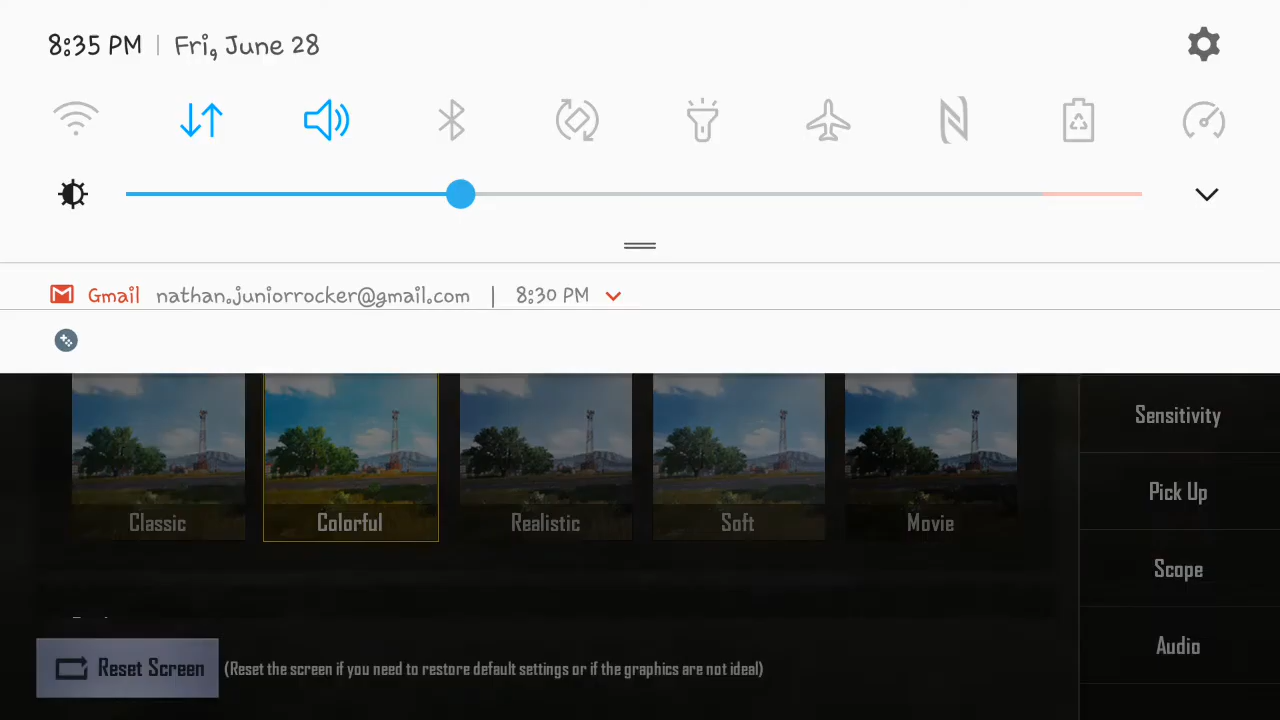 8:35 PM | Fri, June 28
Gmail nathan.juniorrocker@gmail.com | 8:30 PM
Classic Colorful Realistic Soft Movie
Sensitivity
Pick Up
Scope
Audio
Reset Screen (Reset the screen if you need to restore default settings or if the graphics are not ideal)